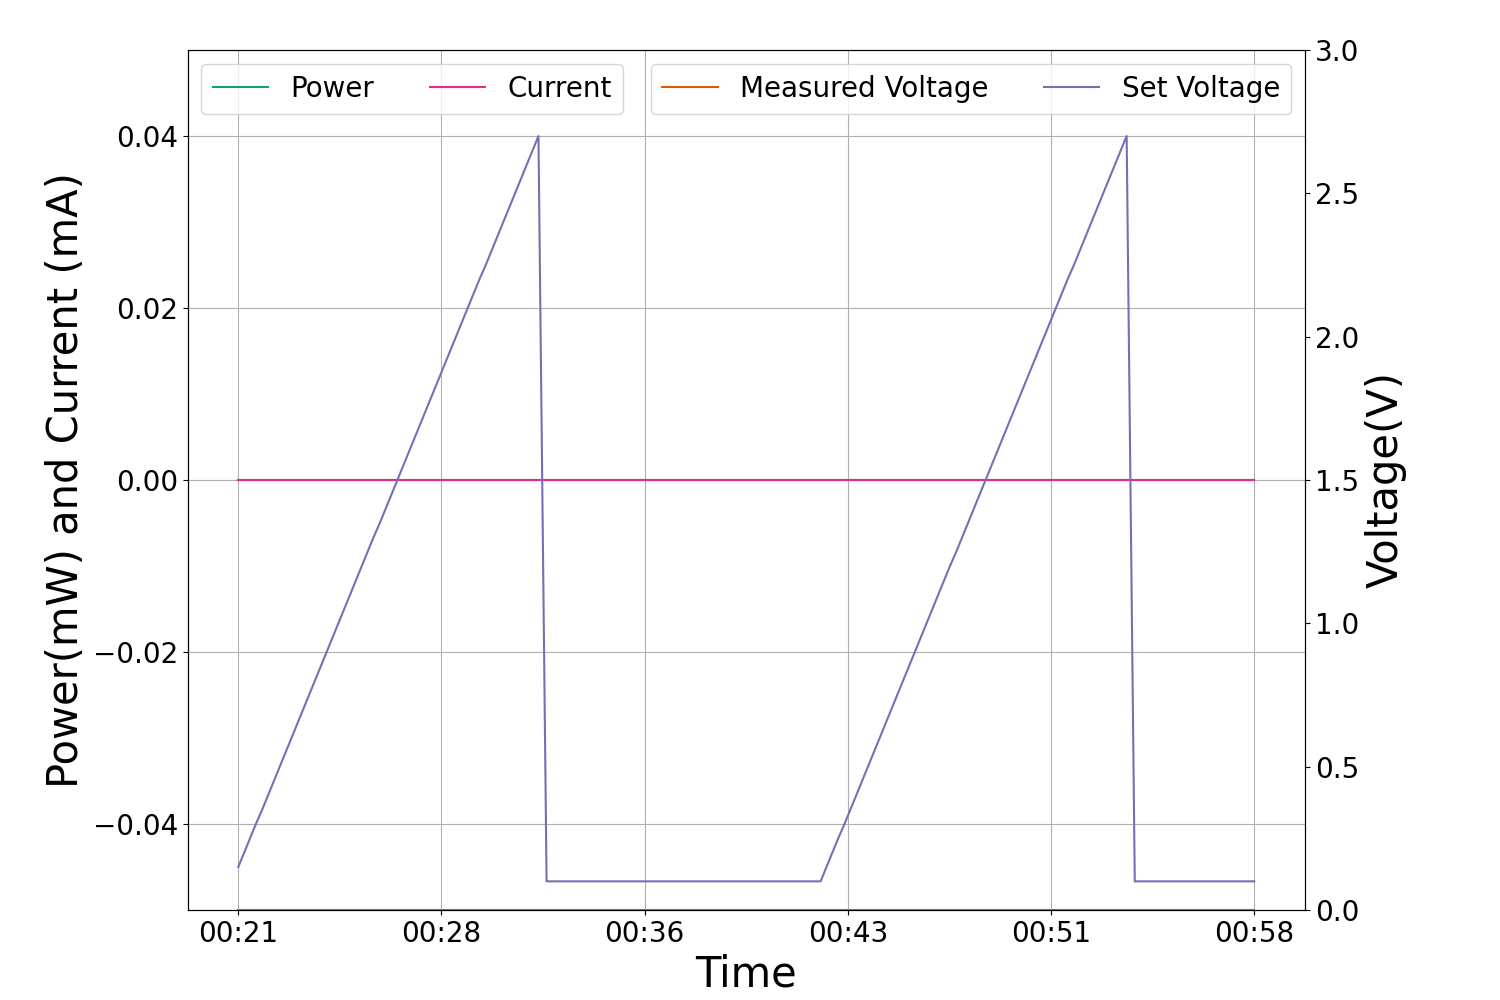 Power Current Measured Voltage Set Voltage
3.0
0.04
2.5
0.02
2.0
0.00
1.5
1.0
−0.02
0.5
−0.04
0.0
Power(mW) and Current (mA)
Voltage(V)
00:21 00:28 00:36 00:43 00:51 00:58
Time